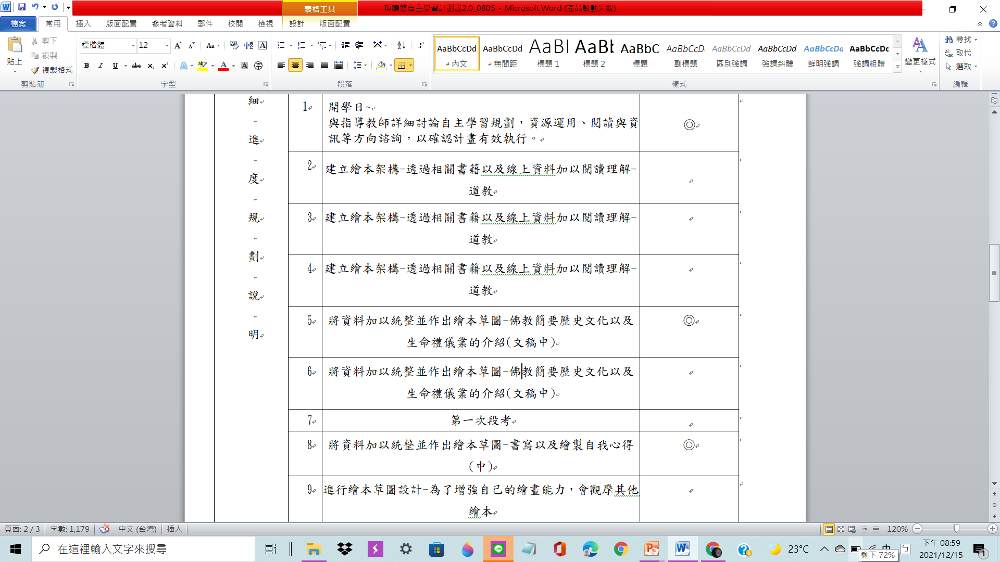 表格工具
項曉悠自主學習計劃書2.0_0805 - Microsoft Word (產品啟動失敗)
檔案 常用 插入 版面配置 參考資料 郵件 校閱 檢視 設計 版面配置
貼上 剪下 複製 複製格式
標楷體 12
AaBbCcDd AaBbCcDd AaBl AaBl AaBbC AaBbCcDd AaBbCcDd AaBbCcDd AaBbCcDd AaBbCcDc
內文 無間距 標題 1 標題 2 標題 副標題 區別強調 強調斜體 鮮明強調 強調粗體
變更樣式 尋找 取代 選取
剪貼簿 字型 段落 樣式 編輯
細
進
度
規
劃
說
明
1 開學日~
與指導教師詳細討論自主學習規劃，資源運用、閱讀與資
訊等方向諮詢，以確認計畫有效執行。 ◎
2 建立繪本架構-透過相關書籍以及線上資料加以閱讀理解-
道教
3 建立繪本架構-透過相關書籍以及線上資料加以閱讀理解-
道教
4 建立繪本架構-透過相關書籍以及線上資料加以閱讀理解-
道教
5 將資料加以統整並作出繪本草圖-佛教簡要歷史文化以及 ◎
生命禮儀業的介紹(文稿中)
6 將資料加以統整並作出繪本草圖-佛教簡要歷史文化以及
生命禮儀業的介紹(文稿中)
7 第一次段考
8 將資料加以統整並作出繪本草圖-書寫以及繪製自我心得 ◎
(中)
9 進行繪本草圖設計-為了增強自己的繪畫能力，會觀摩其他
繪本
頁面: 2 / 3 字數: 1,179 中文 (台灣) 插入 120%
在這裡輸入文字來搜尋
23°C 中 ㄅ
下午 08:59
2021/12/15
剩下 72%
1